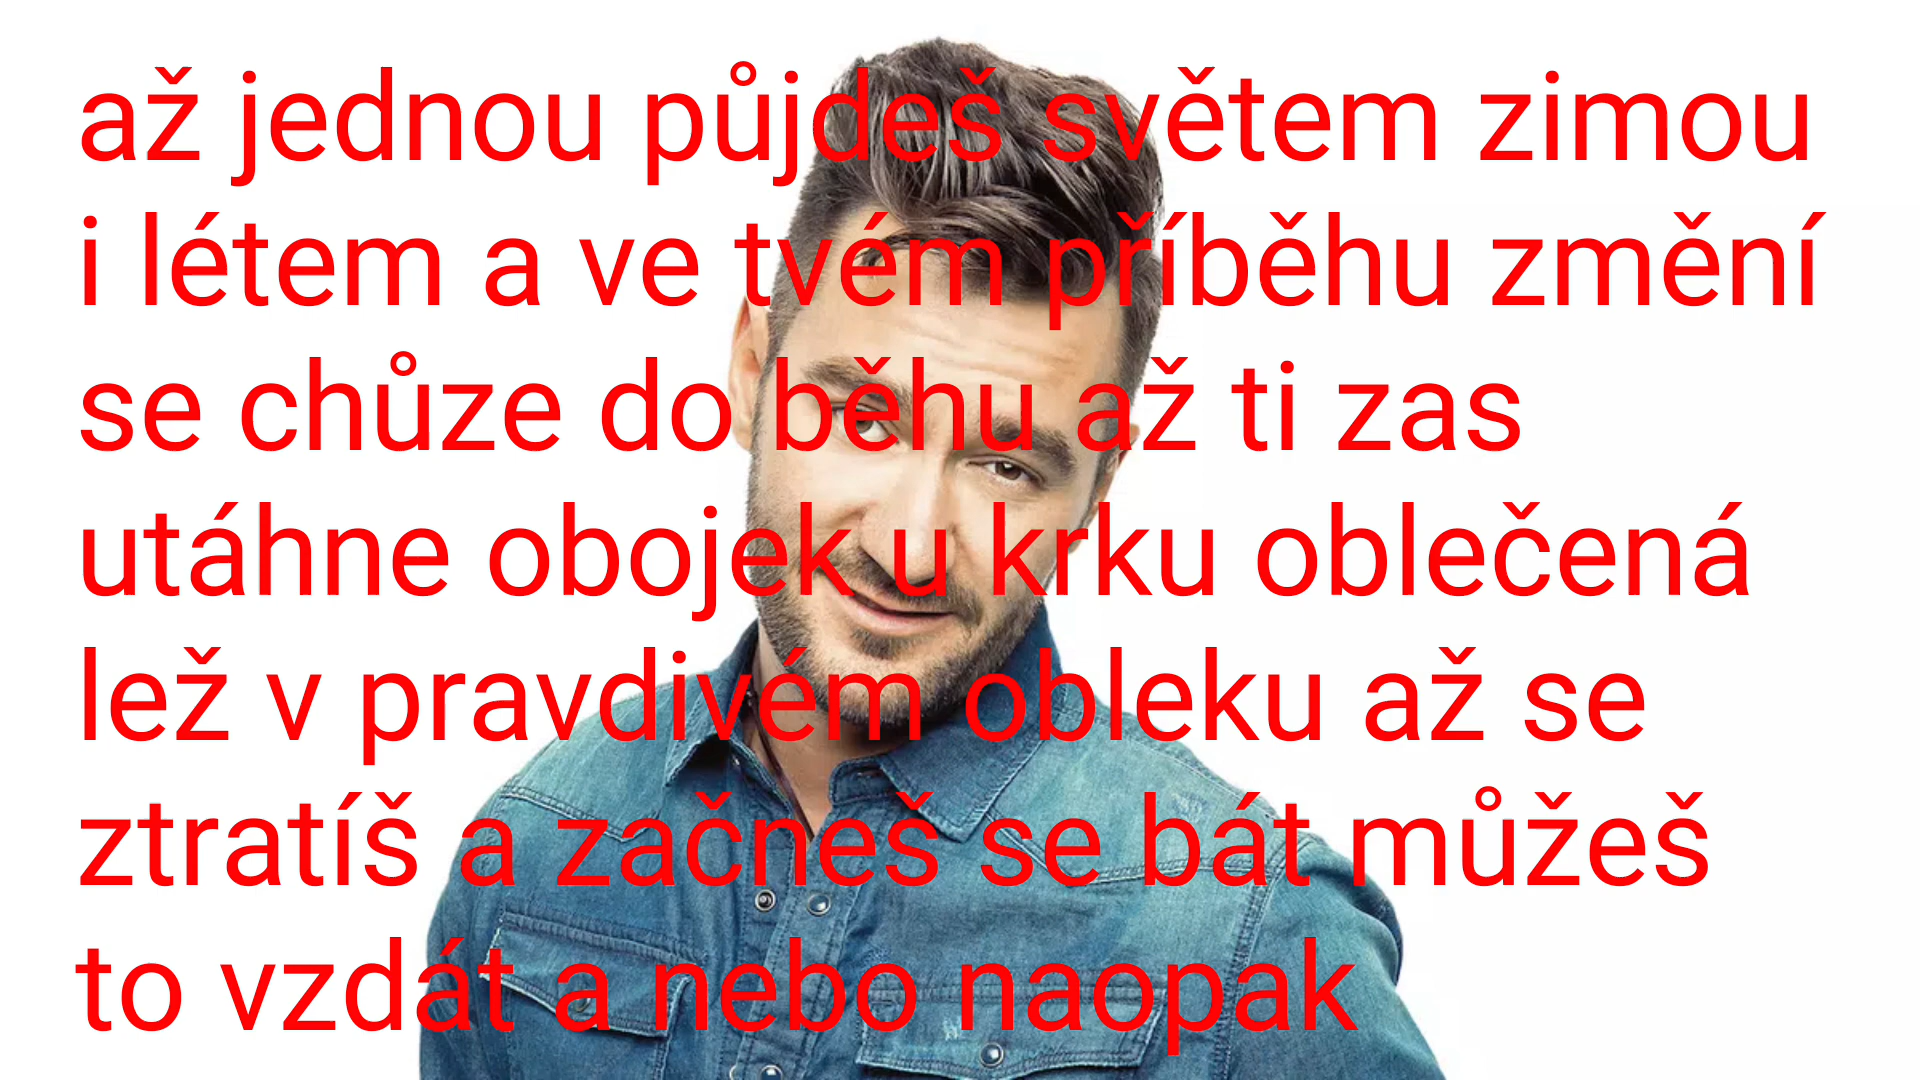 až jednou půjdeš světem zimou
i létem a ve tvém příběhu změní
se chůze do běhu až ti zas
utáhne obojek u krku oblečená
lež v pravdivém obleku až se
ztratíš a začneš se bát můžeš
to vzdát a nebo naopak